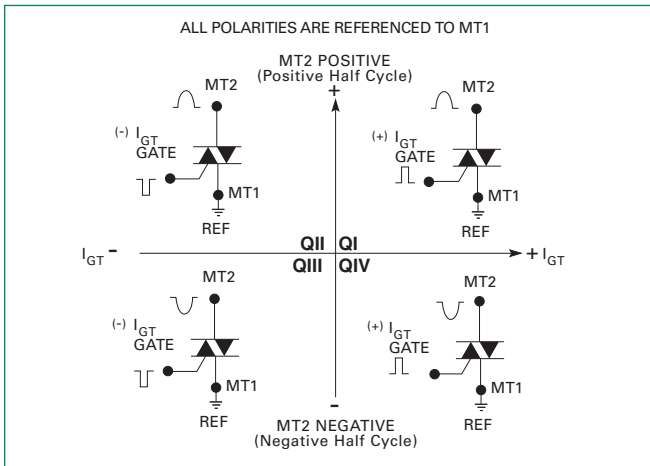 ALL POLARITIES ARE REFERENCED TO MT1
MT2 POSITIVE
(Positive Half Cycle)
+
MT2
(-) IGT
GATE
MT1
REF
MT2
(+) IGT
GATE
MT1
REF
IGT -
QII QI
+ IGT
QIII QIV
MT2
(-) IGT
GATE
MT1
REF
MT2
(+) IGT
GATE
MT1
REF
-
MT2 NEGATIVE
(Negative Half Cycle)